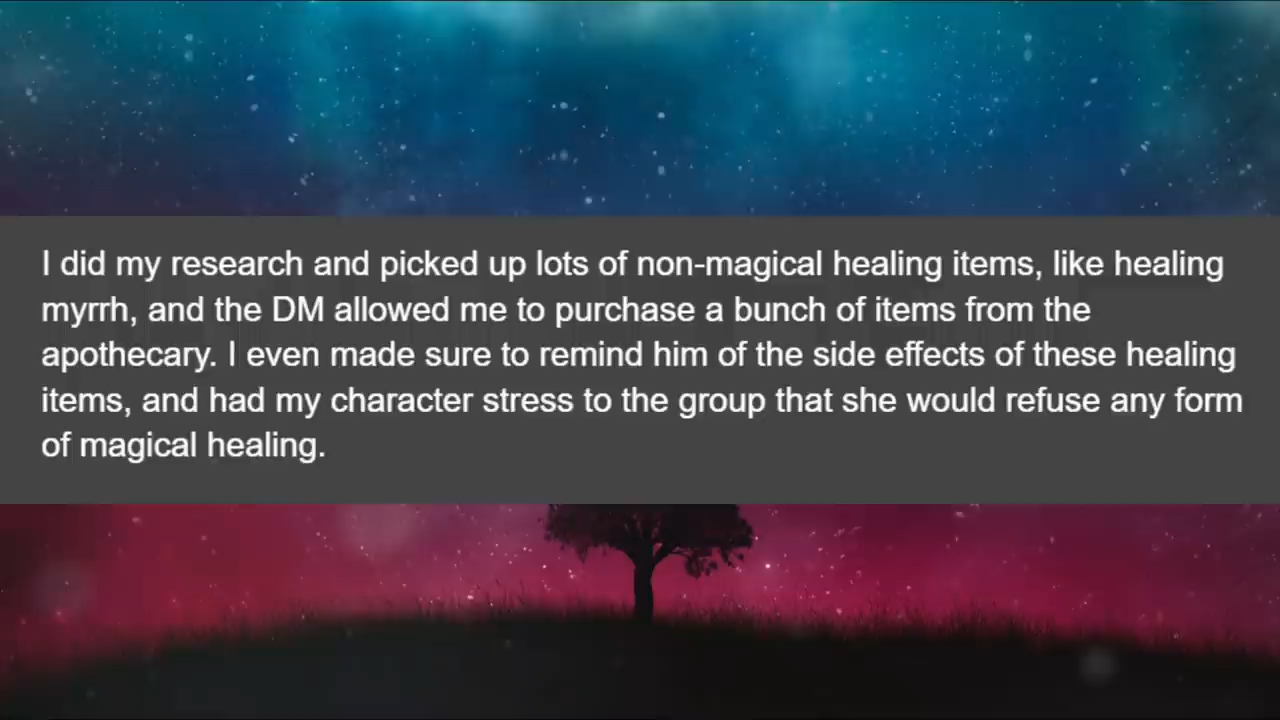 I did my research and picked up lots of non-magical healing items, like healing
myrrh, and the DM allowed me to purchase a bunch of items from the
apothecary. I even made sure to remind him of the side effects of these healing
items, and had my character stress to the group that she would refuse any form
of magical healing.